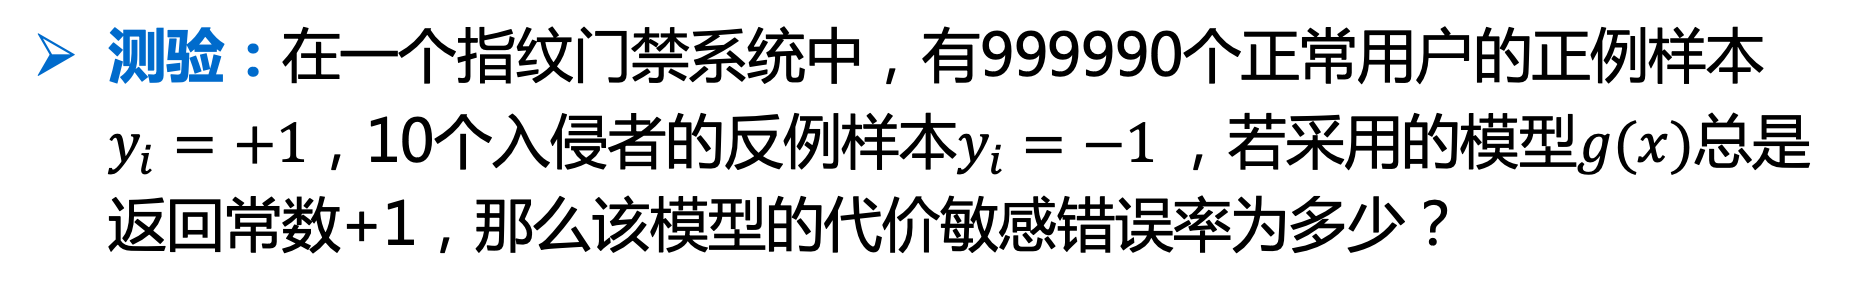 ➢ 测验：在一个指纹门禁系统中，有999990个正常用户的正例样本
y_i = +1，10个入侵者的反例样本y_i = −1 ，若采用的模型g(x)总是
返回常数+1，那么该模型的代价敏感错误率为多少？